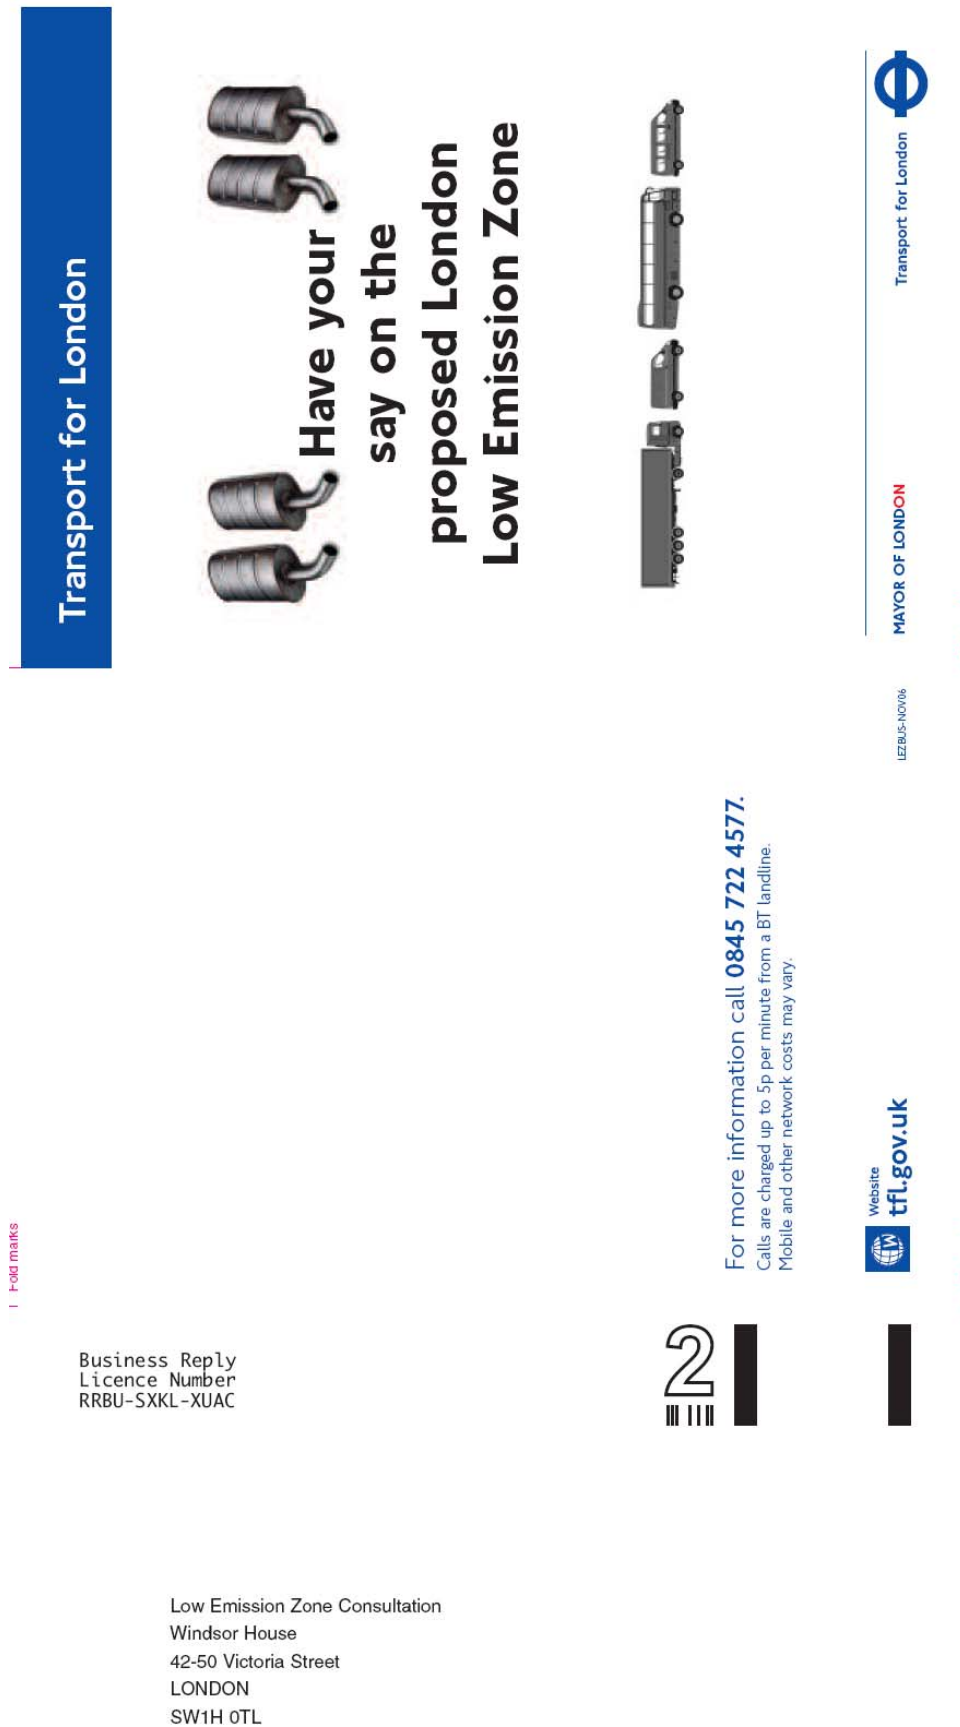 Transport for London
Have your
say on the
proposed London
Low Emission Zone
MAYOR OF LONDON
Transport for London
LEZBUS-NOV06
For more information call 0845 722 4577.
Calls are charged up to 5p per minute from a BT landline.
Mobile and other network costs may vary.
W
Website
tfl.gov.uk
Fold marks
2
Business Reply
Licence Number
RRBU-SXKL-XUAC
Low Emission Zone Consultation
Windsor House
42-50 Victoria Street
LONDON
SW1H 0TL